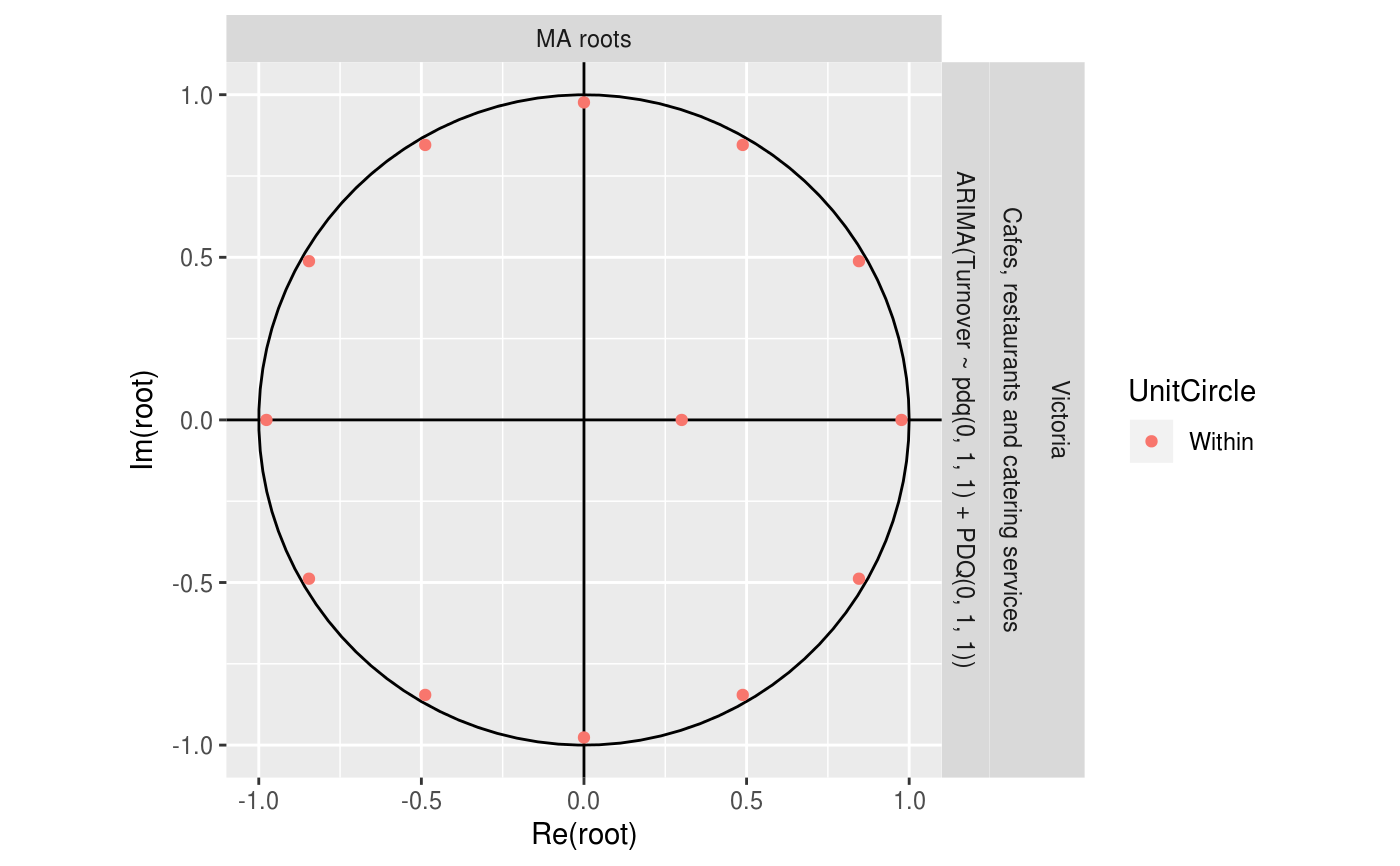 MA roots
1.0
0.5
0.0
-0.5
-1.0
Im(root)
-1.0
-0.5
0.0
0.5
1.0
Re(root)
ARIMA(Turnover ~ pdq(0, 1, 1) + PDQ(0, 1, 1))
Cafes, restaurants and catering services
Victoria
UnitCircle
Within